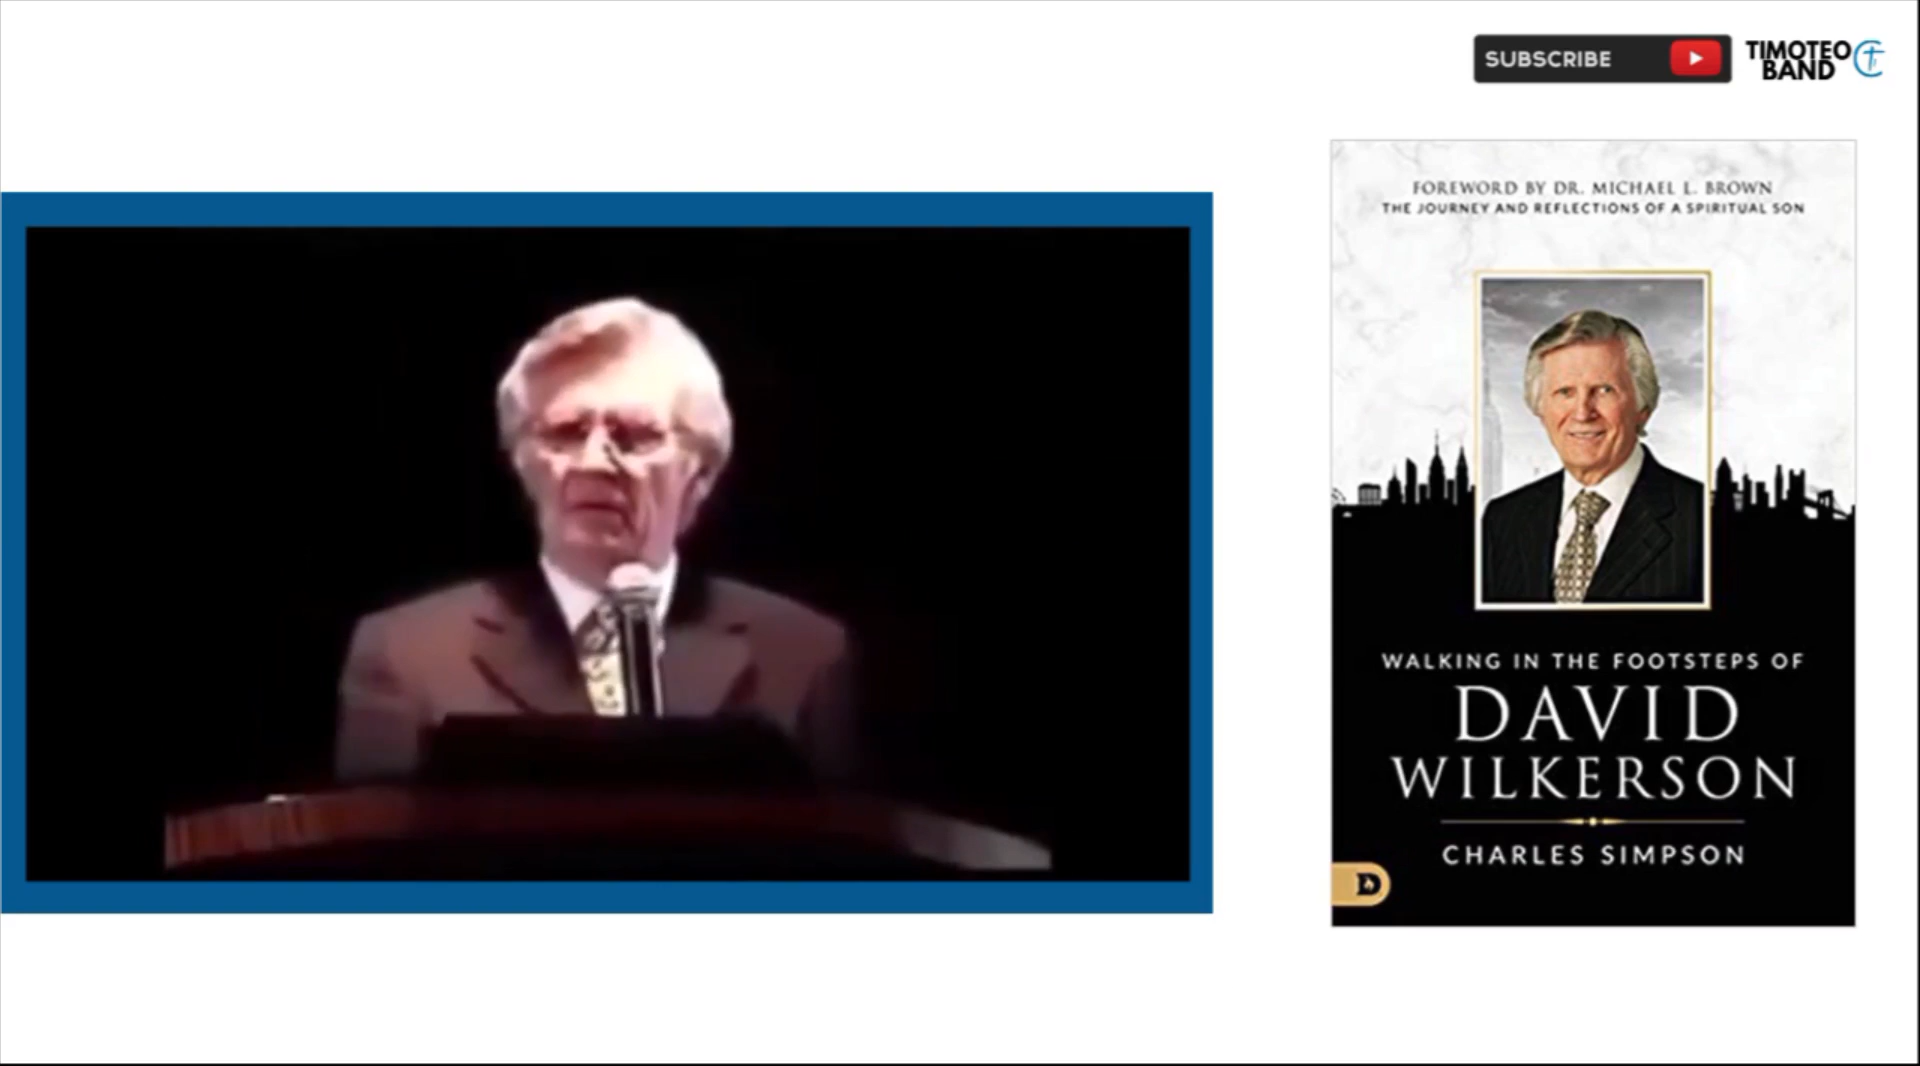 SUBSCRIBE
TIMOTEO
BAND
FOREWORD BY DR. MICHAEL L. BROWN
THE JOURNEY AND REFLECTIONS OF A SPIRITUAL SON
WALKING IN THE FOOTSTEPS OF
DAVID
WILKERSON
CHARLES SIMPSON
D